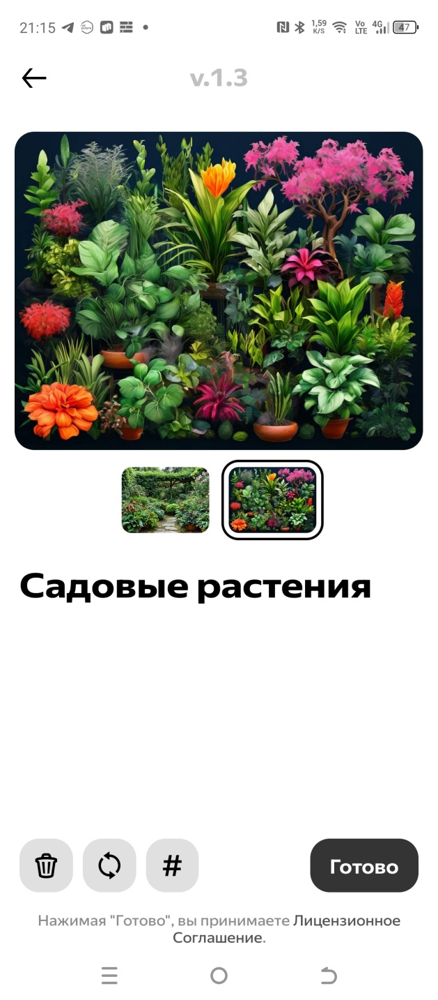 21:15
1,59
K/S
Vo
LTE
4G
47
v.1.3
Садовые растения
#
Готово
Нажимая "Готово", вы принимаете Лицензионное
Соглашение.